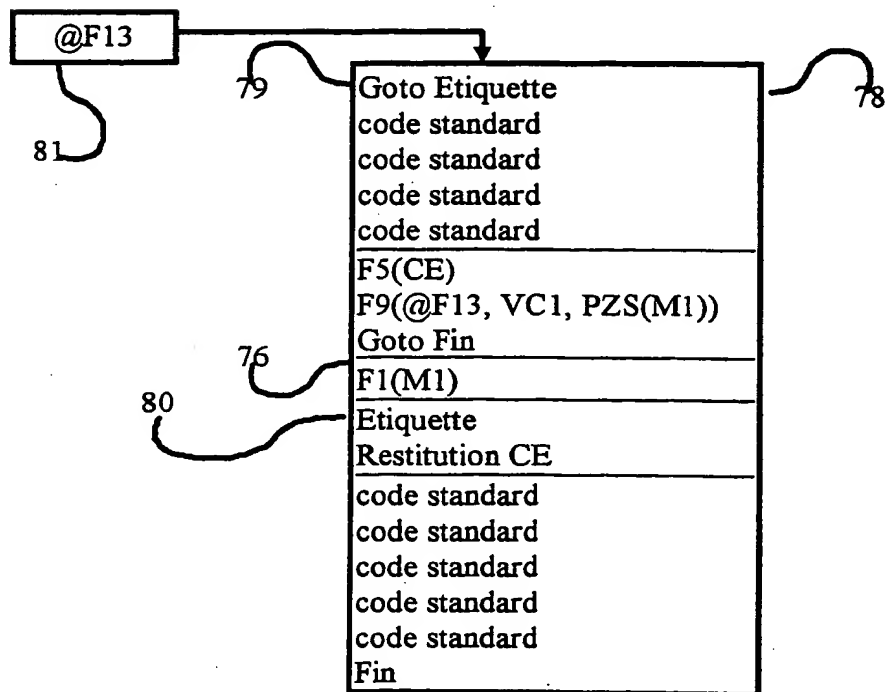 @F13
79
78
81
Goto Etiquette
code standard
code standard
code standard
code standard
F5(CE)
F9(@F13, VC1, PZS(M1))
Goto Fin
76
F1(M1)
80
Etiquette
Restitution CE
code standard
code standard
code standard
code standard
code standard
Fin